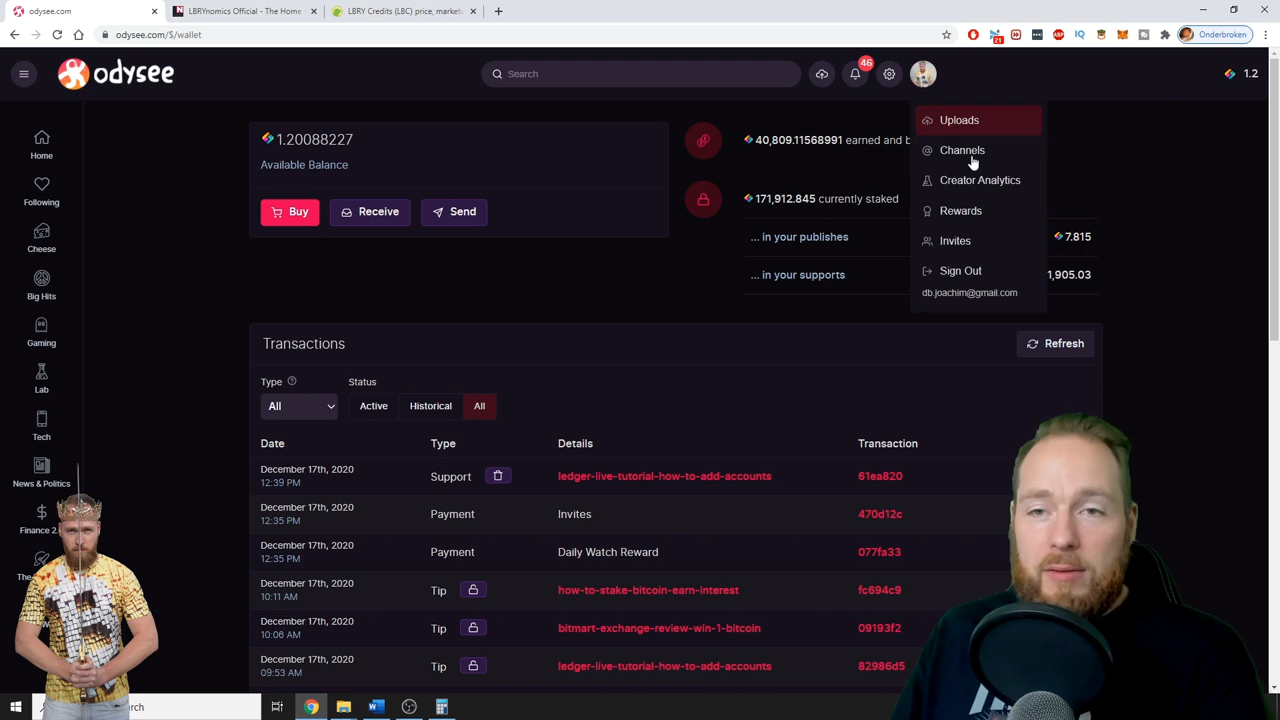 odysee.com
LBRYnomics Official - The Home
LBRY Credits (LBC) price, markets
odysee.com/$/wallet
21
ABP
IQ
Onderbroken
odysee
Search
46
1.2
Home
Following
Cheese
Big Hits
Gaming
Lab
Tech
News & Politics
Finance 2.
1.20088227
Available Balance
Buy
Receive
Send
40,809.11568991 earned and b
171,912.845 currently staked
... in your publishes
7.815
... in your supports
1,905.03
Uploads
Channels
Creator Analytics
Rewards
Invites
Sign Out
db.joachim@gmail.com
Transactions
Refresh
Type
Status
All
Active
Historical
All
Date
Type
Details
Transaction
December 17th, 2020
12:39 PM
Support
ledger-live-tutorial-how-to-add-accounts
61ea820
December 17th, 2020
12:35 PM
Payment
Invites
470d12c
December 17th, 2020
12:35 PM
Payment
Daily Watch Reward
077fa33
December 17th, 2020
10:11 AM
Tip
how-to-stake-bitcoin-earn-interest
fc694c9
December 17th, 2020
10:06 AM
Tip
bitmart-exchange-review-win-1-bitcoin
09193f2
December 17th, 2020
09:53 AM
Tip
ledger-live-tutorial-how-to-add-accounts
82986d5
rch